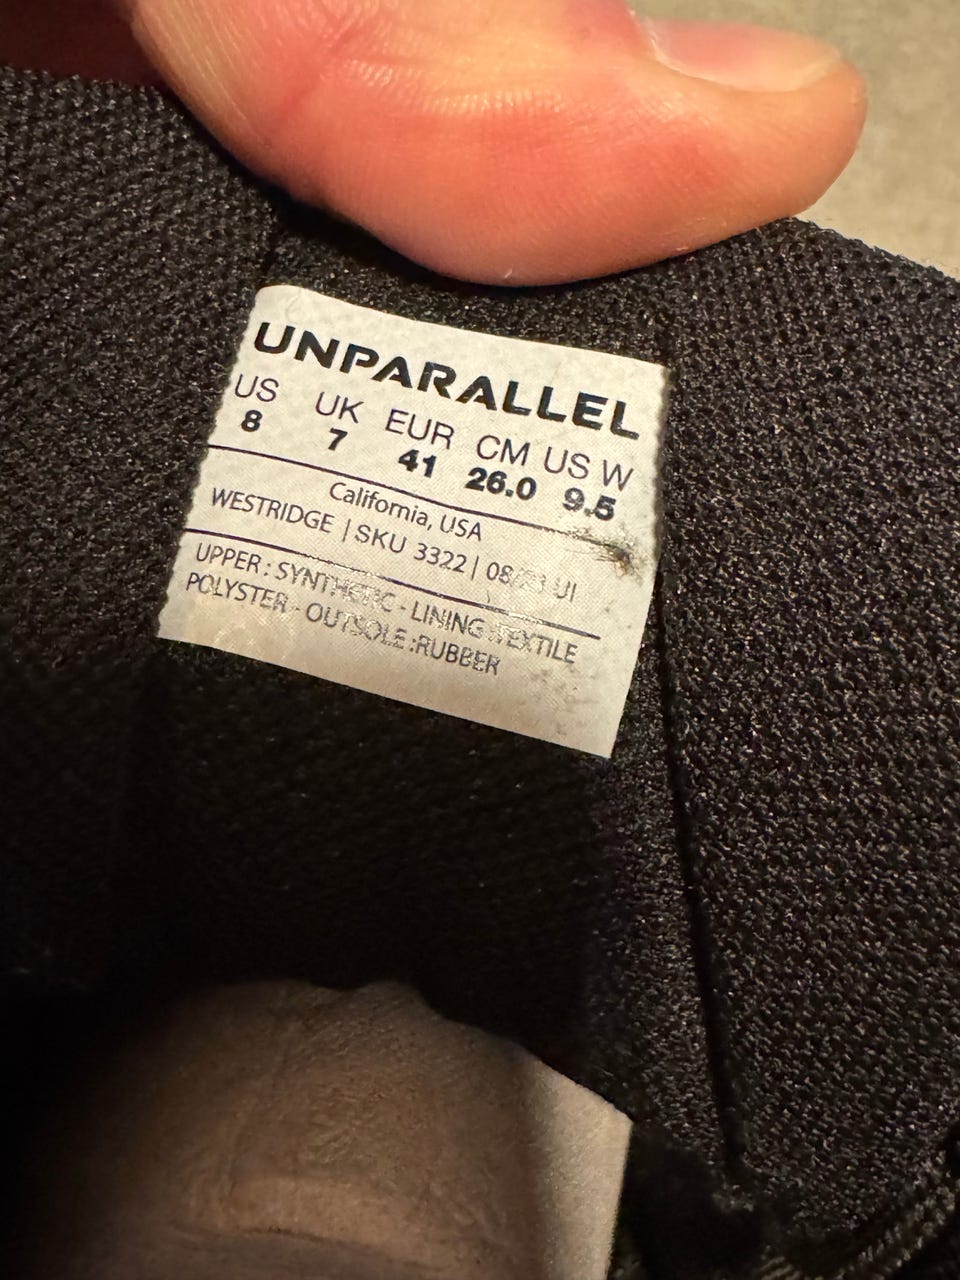 UNPARALLEL
US UK EUR CM US W
8 7 41 26.0 9.5
California, USA
WESTRIDGE | SKU 3322 | UI
UPPER : SYNTHETIC - LINING : TEXTILE
POLYSTER - OUTSOLE :RUBBER